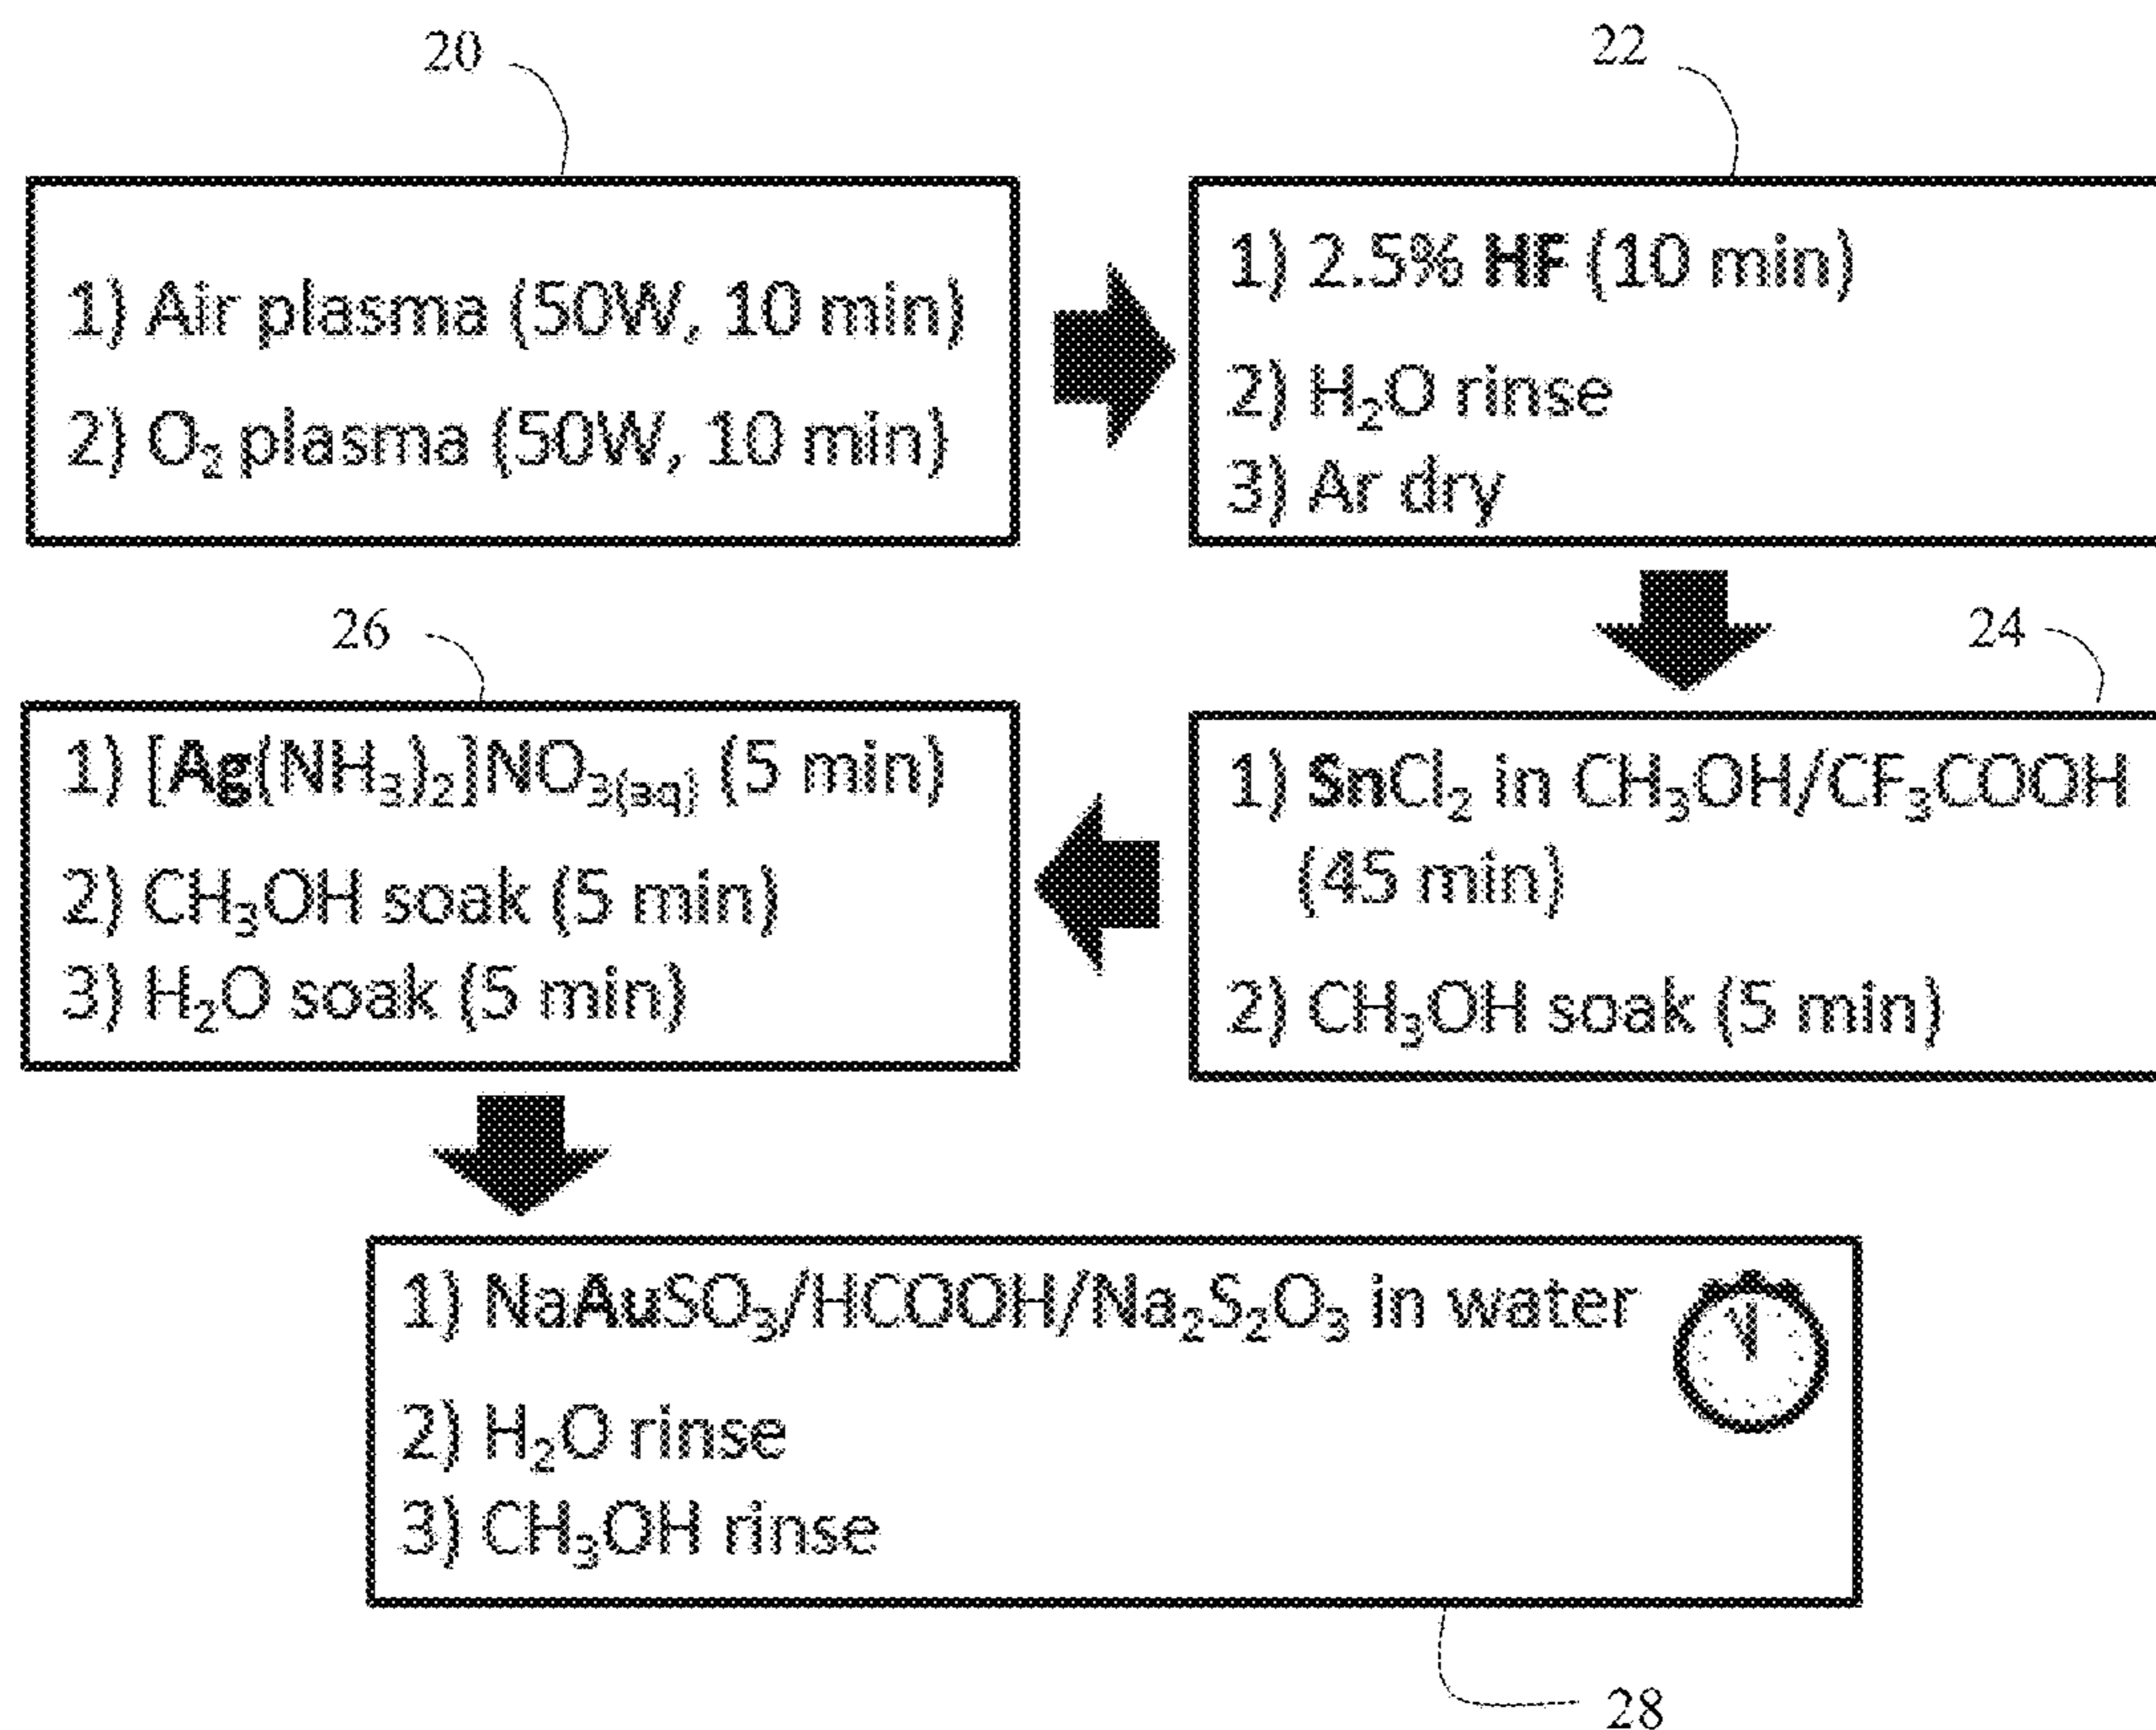 20
1) Air plasma (50W, 10 min)
2) O₂ plasma (50W, 10 min)
22
1) 2.5% HF (10 min)
2) H₂O rinse
3) Ar dry
24
1) SnCl₂ in CH₃OH/CF₃COOH
(45 min)
2) CH₃OH soak (5 min)
26
1) [Ag(NH₃)₂]NO₃(aq) (5 min)
2) CH₃OH soak (5 min)
3) H₂O soak (5 min)
1) NaAuSO₃/HCOOH/Na₂S₂O₃ in water
2) H₂O rinse
3) CH₃OH rinse
28